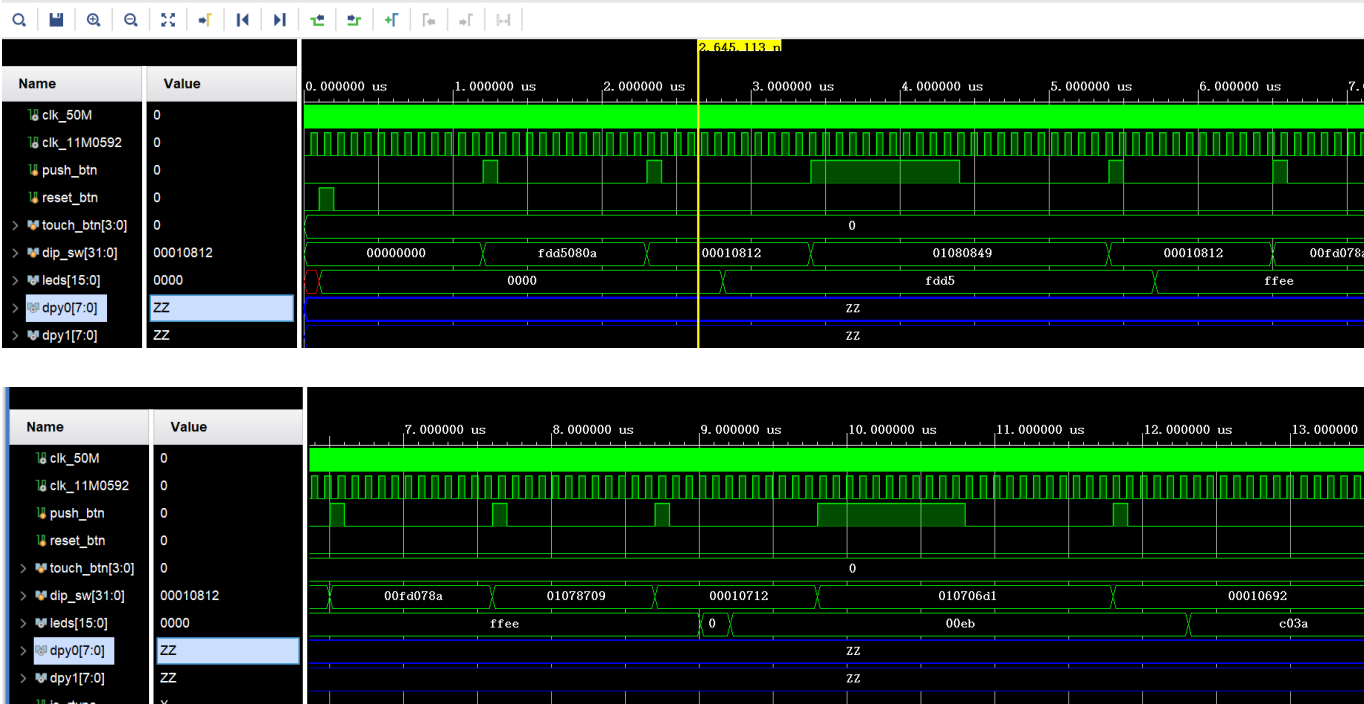 2,645.113 n
Name Value
0.000000 us 1.000000 us 2.000000 us 3.000000 us 4.000000 us 5.000000 us 6.000000 us 7.
clk_50M 0
clk_11M0592 0
push_btn 0
reset_btn 0
touch_btn[3:0] 0 0
dip_sw[31:0] 00010812 00000000 fdd5080a 00010812 01080849 00010812 00fd078a
leds[15:0] 0000 0000 fdd5 ffee
dpy0[7:0] ZZ ZZ
dpy1[7:0] ZZ ZZ
Name Value
7.000000 us 8.000000 us 9.000000 us 10.000000 us 11.000000 us 12.000000 us 13.000000
clk_50M 0
clk_11M0592 0
push_btn 0
reset_btn 0
touch_btn[3:0] 0 0
dip_sw[31:0] 00010812 00fd078a 01078709 00010712 010706d1 00010692
leds[15:0] 0000 ffee 0 00eb c03a
dpy0[7:0] ZZ ZZ
dpy1[7:0] ZZ ZZ